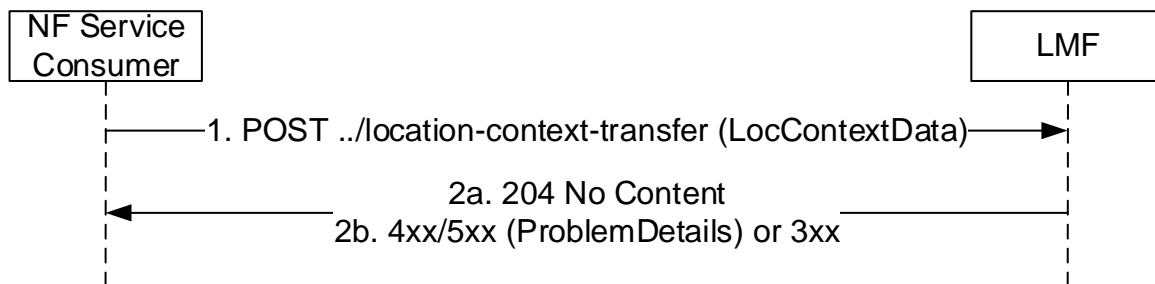 NF Service
Consumer
LMF
1. POST ../location-context-transfer (LocContextData)
2a. 204 No Content
2b. 4xx/5xx (ProblemDetails) or 3xx